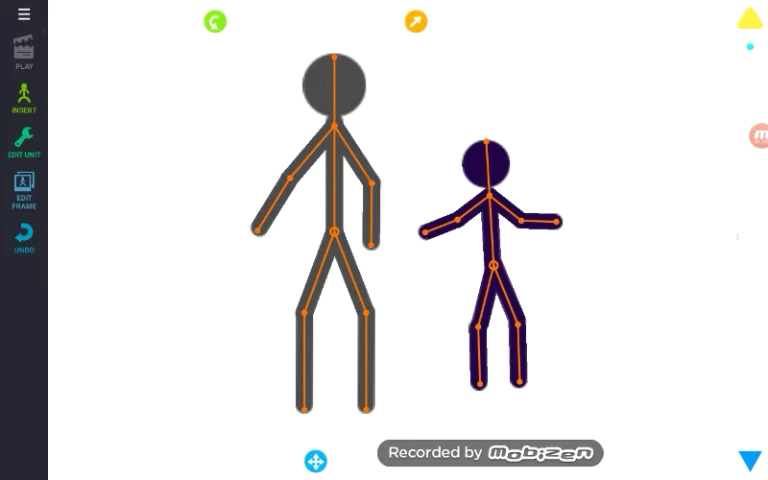 PLAY
INSERT
EDIT UNIT
EDIT
FRAME
UNDO
Recorded by mobizen